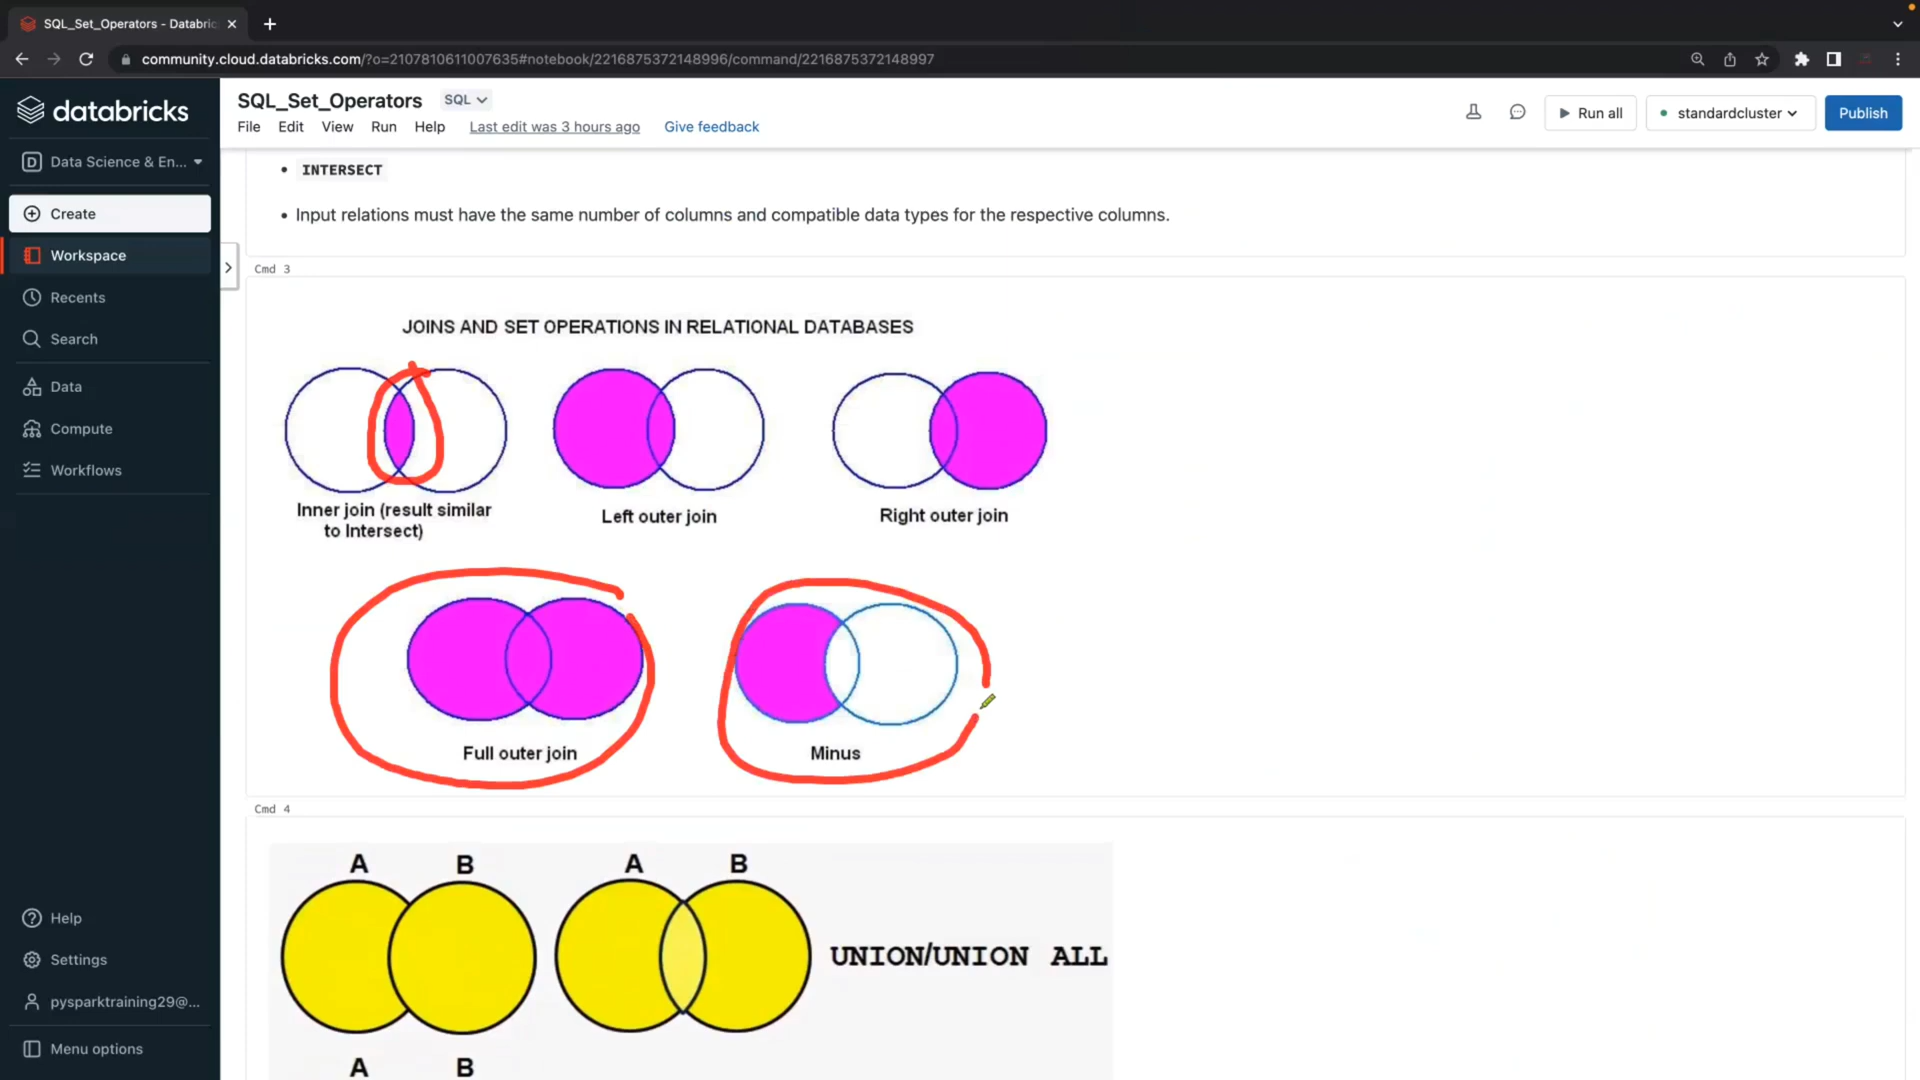 SQL_Set_Operators - Databric
community.cloud.databricks.com/?o=2107810611007635#notebook/2216875372148996/command/2216875372148997
databricks
SQL_Set_Operators SQL
File Edit View Run Help Last edit was 3 hours ago Give feedback
Run all
standardcluster
Publish
D Data Science & En...
Create
Workspace
Recents
Search
Data
Compute
Workflows
Help
Settings
pysparktraining29@...
Menu options
• INTERSECT
• Input relations must have the same number of columns and compatible data types for the respective columns.
Cmd 3
JOINS AND SET OPERATIONS IN RELATIONAL DATABASES
Inner join (result similar
to Intersect)
Left outer join
Right outer join
Full outer join
Minus
Cmd 4
A B A B
UNION/UNION ALL
A B